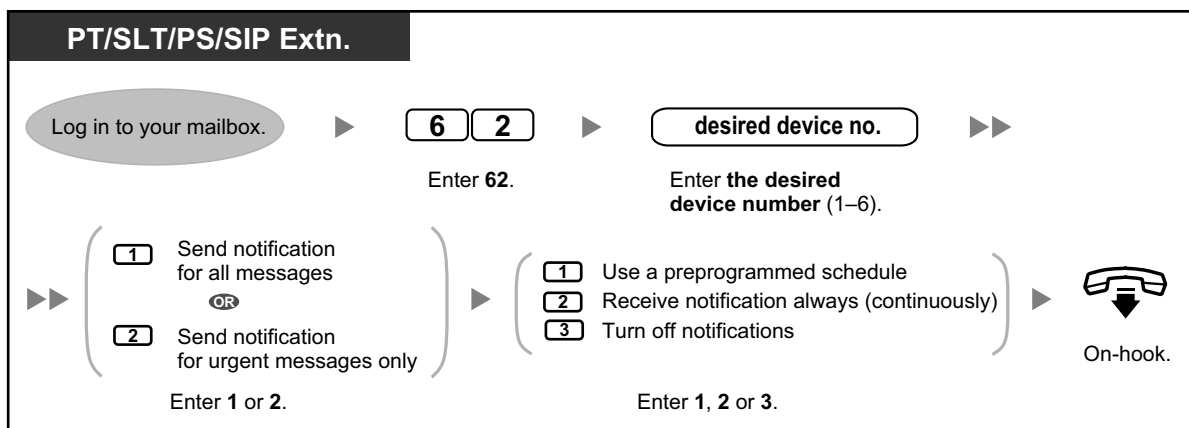 PT/SLT/PS/SIP Extn.
Log in to your mailbox.
6 2
desired device no.
Enter 62.
Enter the desired
device number (1–6).
1 Send notification
for all messages
OR
2 Send notification
for urgent messages only
Enter 1 or 2.
1 Use a preprogrammed schedule
2 Receive notification always (continuously)
3 Turn off notifications
Enter 1, 2 or 3.
On-hook.